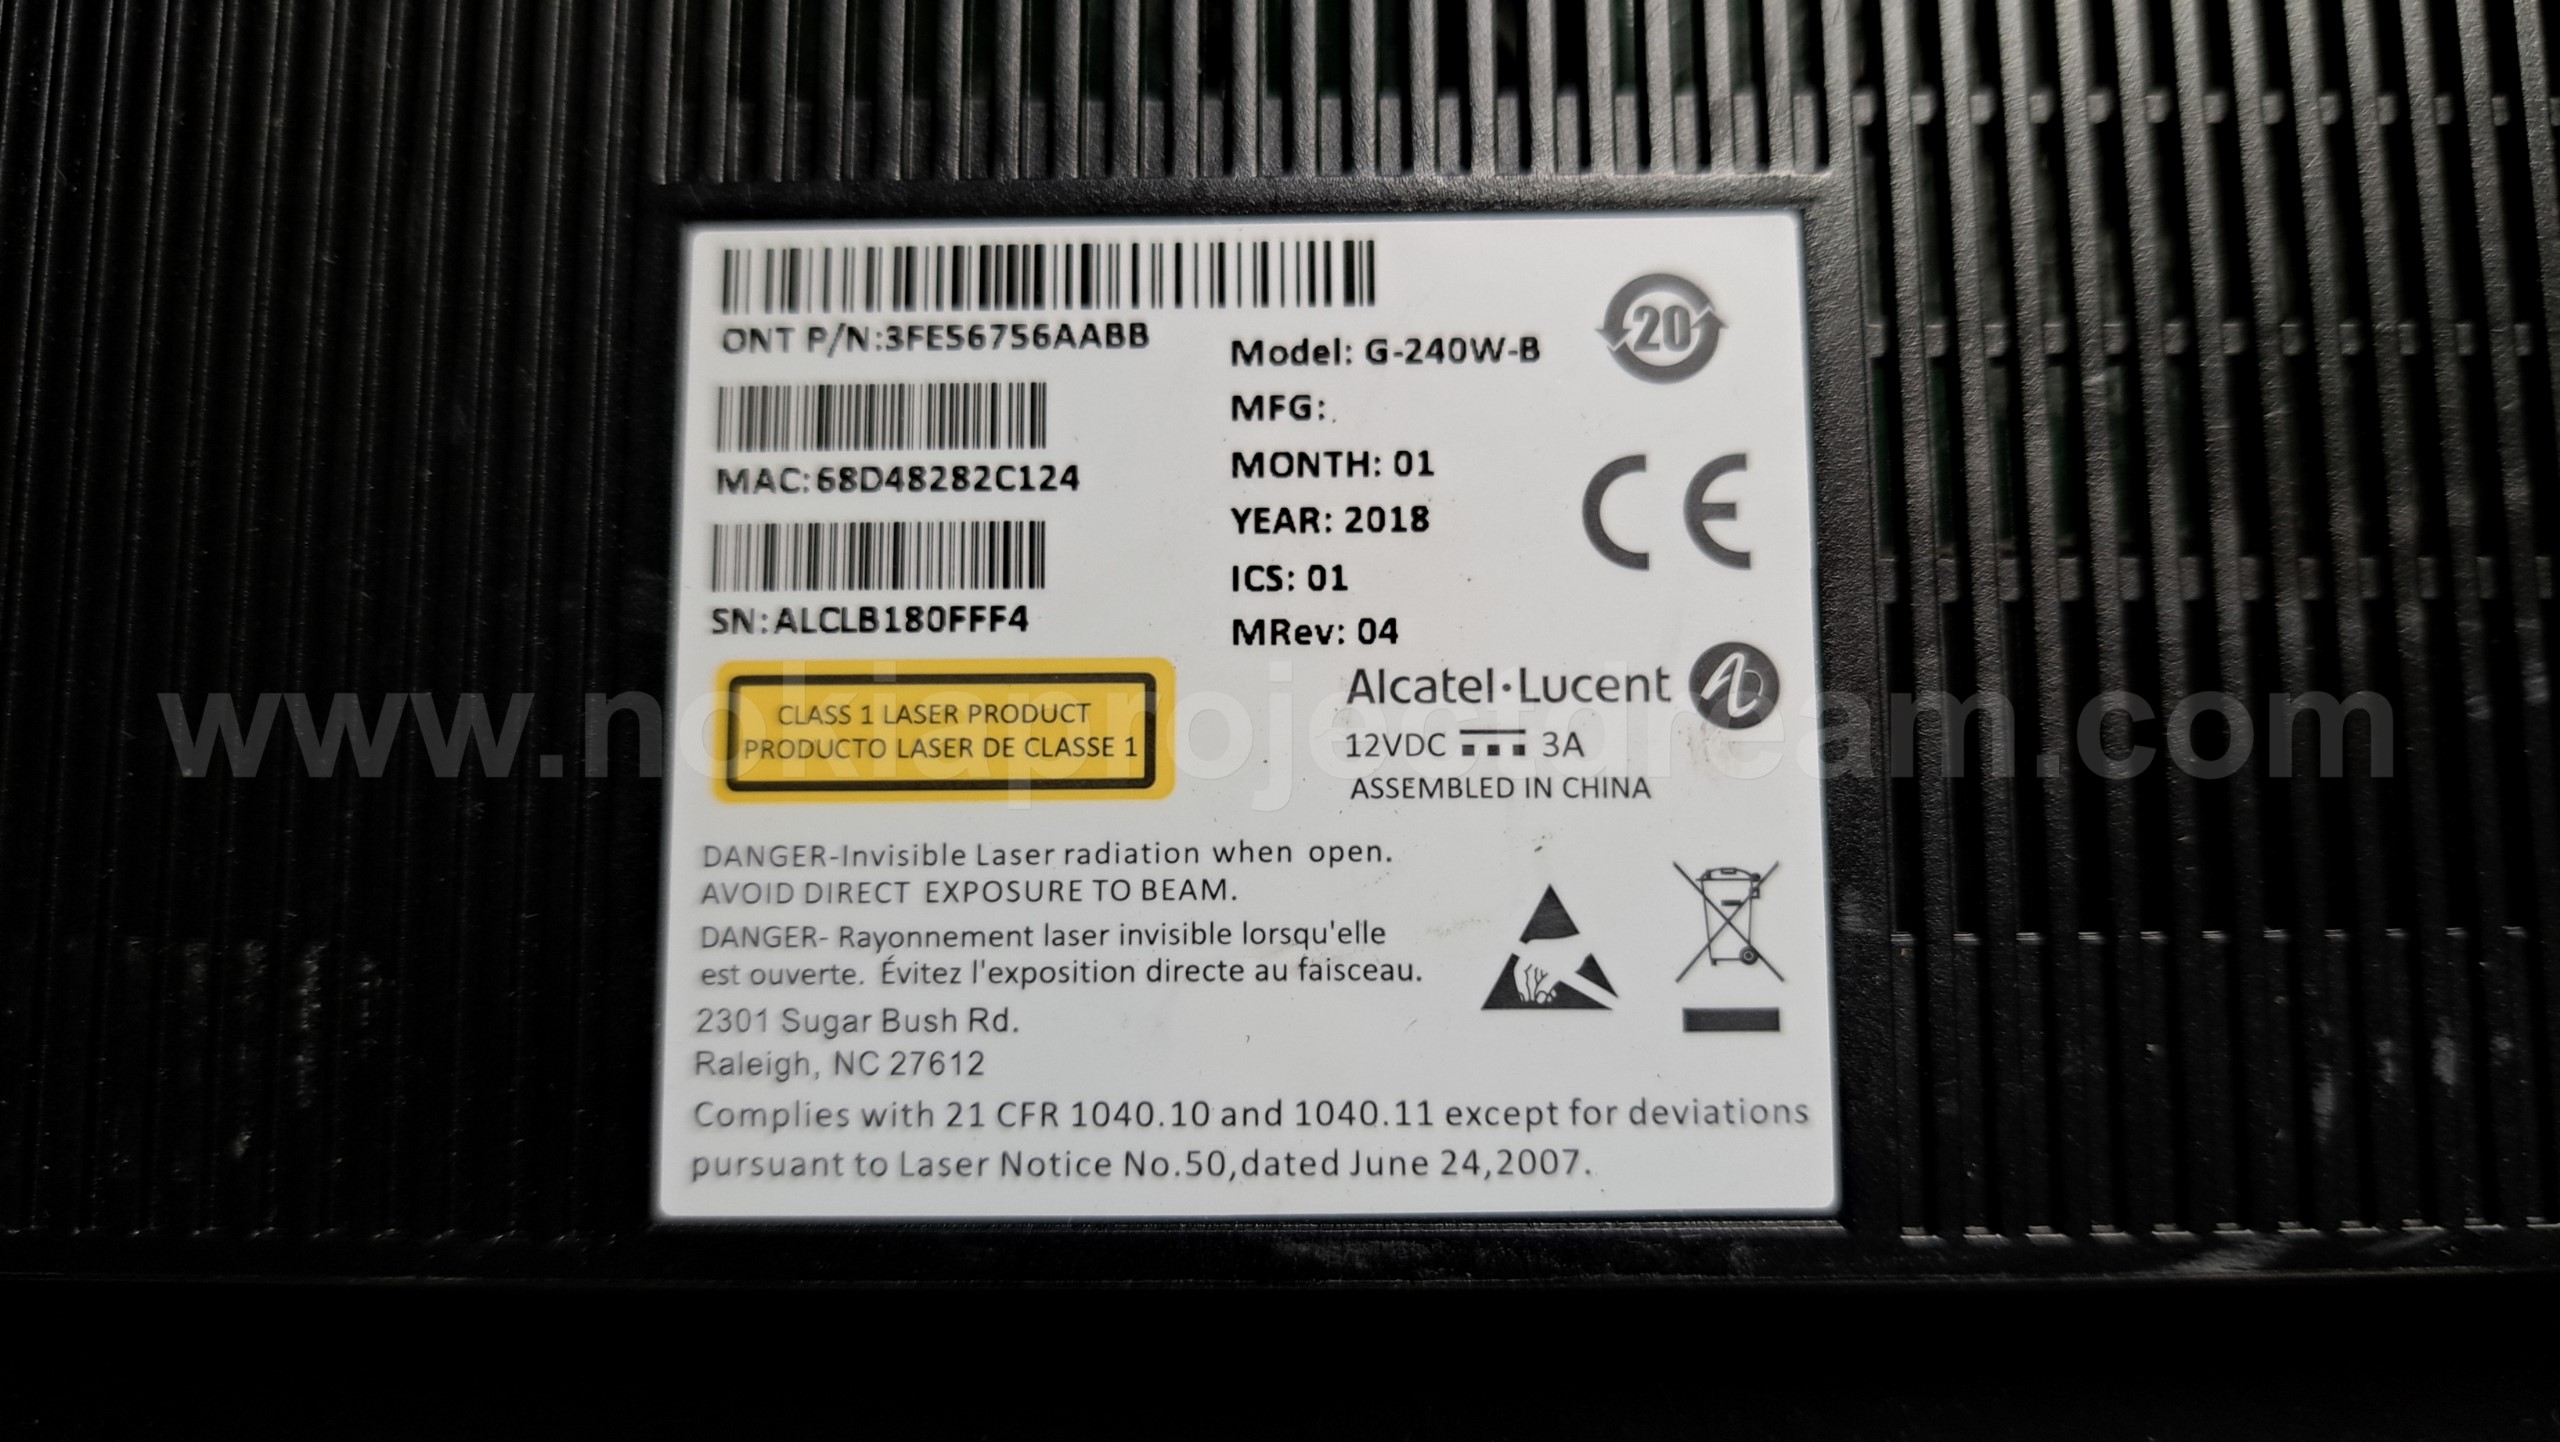 ONT P/N:3FE56756AABB
MAC:68D48282C124
SN:ALCLB180FFF4
Model: G-240W-B
MFG:
MONTH: 01
YEAR: 2018
ICS: 01
MRev: 04
20
CE
CLASS 1 LASER PRODUCT
PRODUCTO LASER DE CLASSE 1
Alcatel·Lucent
12VDC 3A
ASSEMBLED IN CHINA
www.nokiaprojectdream.com
DANGER-Invisible Laser radiation when open.
AVOID DIRECT EXPOSURE TO BEAM.
DANGER- Rayonnement laser invisible lorsqu'elle
est ouverte. Évitez l'exposition directe au faisceau.
2301 Sugar Bush Rd.
Raleigh, NC 27612
Complies with 21 CFR 1040.10 and 1040.11 except for deviations
pursuant to Laser Notice No.50,dated June 24,2007.